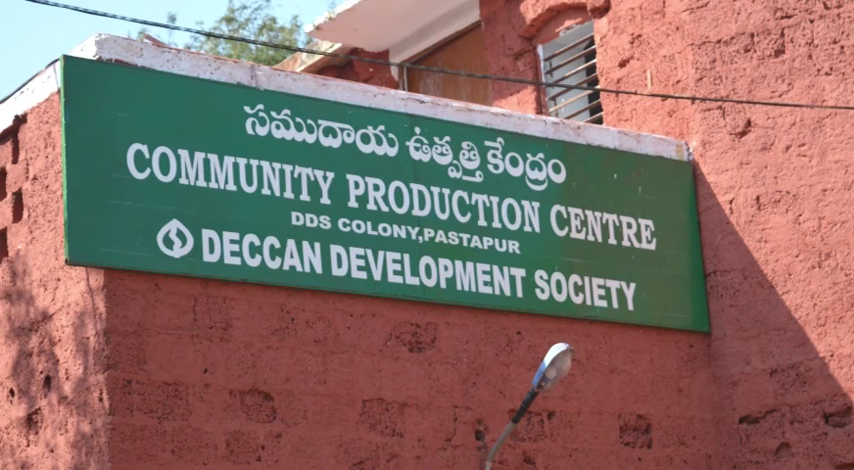 సముదాయ ఉత్పత్తి కేంద్రం
COMMUNITY PRODUCTION CENTRE
DDS COLONY,PASTAPUR
DECCAN DEVELOPMENT SOCIETY